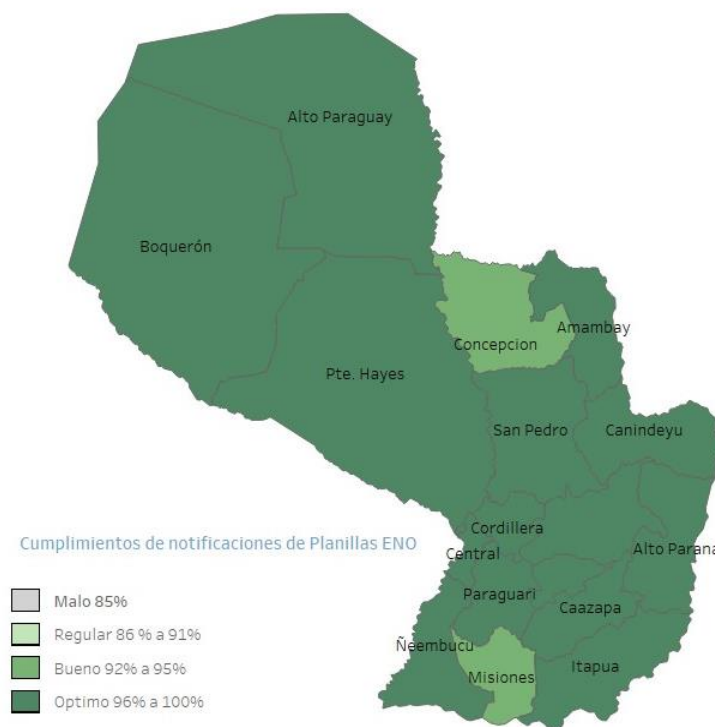 Alto Paraguay
Boquerón
Concepcion
Amambay
Pte. Hayes
San Pedro
Canindeyu
Cordillera
Central
Alto Parana
Paraguari
Caazapa
Ñeembucu
Misiones
Itapua
Cumplimientos de notificaciones de Planillas ENO
Malo 85%
Regular 86 % a 91%
Bueno 92% a 95%
Optimo 96% a 100%